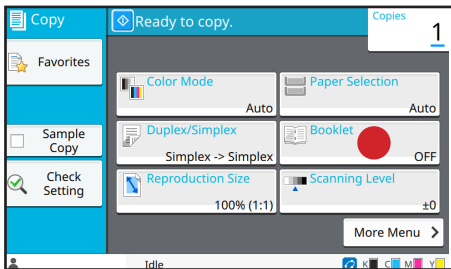 Copy
Ready to copy.
Copies
1
Favorites
Color Mode
Auto
Paper Selection
Auto
Sample
Copy
Duplex/Simplex
Simplex -> Simplex
Booklet
OFF
Check
Setting
Reproduction Size
100% (1:1)
Scanning Level
±0
More Menu
Idle
K C M Y